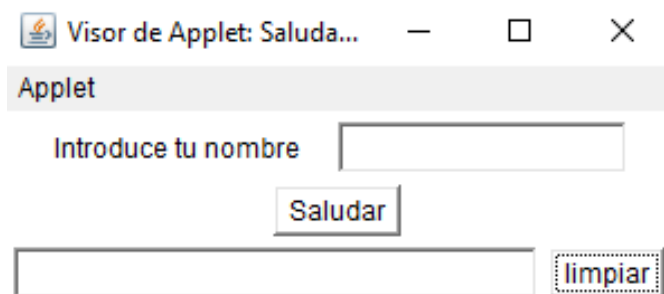 Visor de Applet: Saluda...
Applet
Introduce tu nombre
Saludar
limpiar